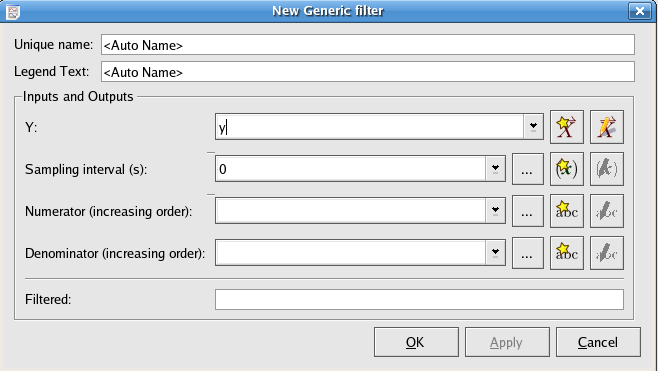 New Generic filter
Unique name: <Auto Name>
Legend Text: <Auto Name>
Inputs and Outputs
Y: y
Sampling interval (s): 0 ... (x) (x)
Numerator (increasing order): ... abc abc
Denominator (increasing order): ... abc abc
Filtered:
OK Apply Cancel